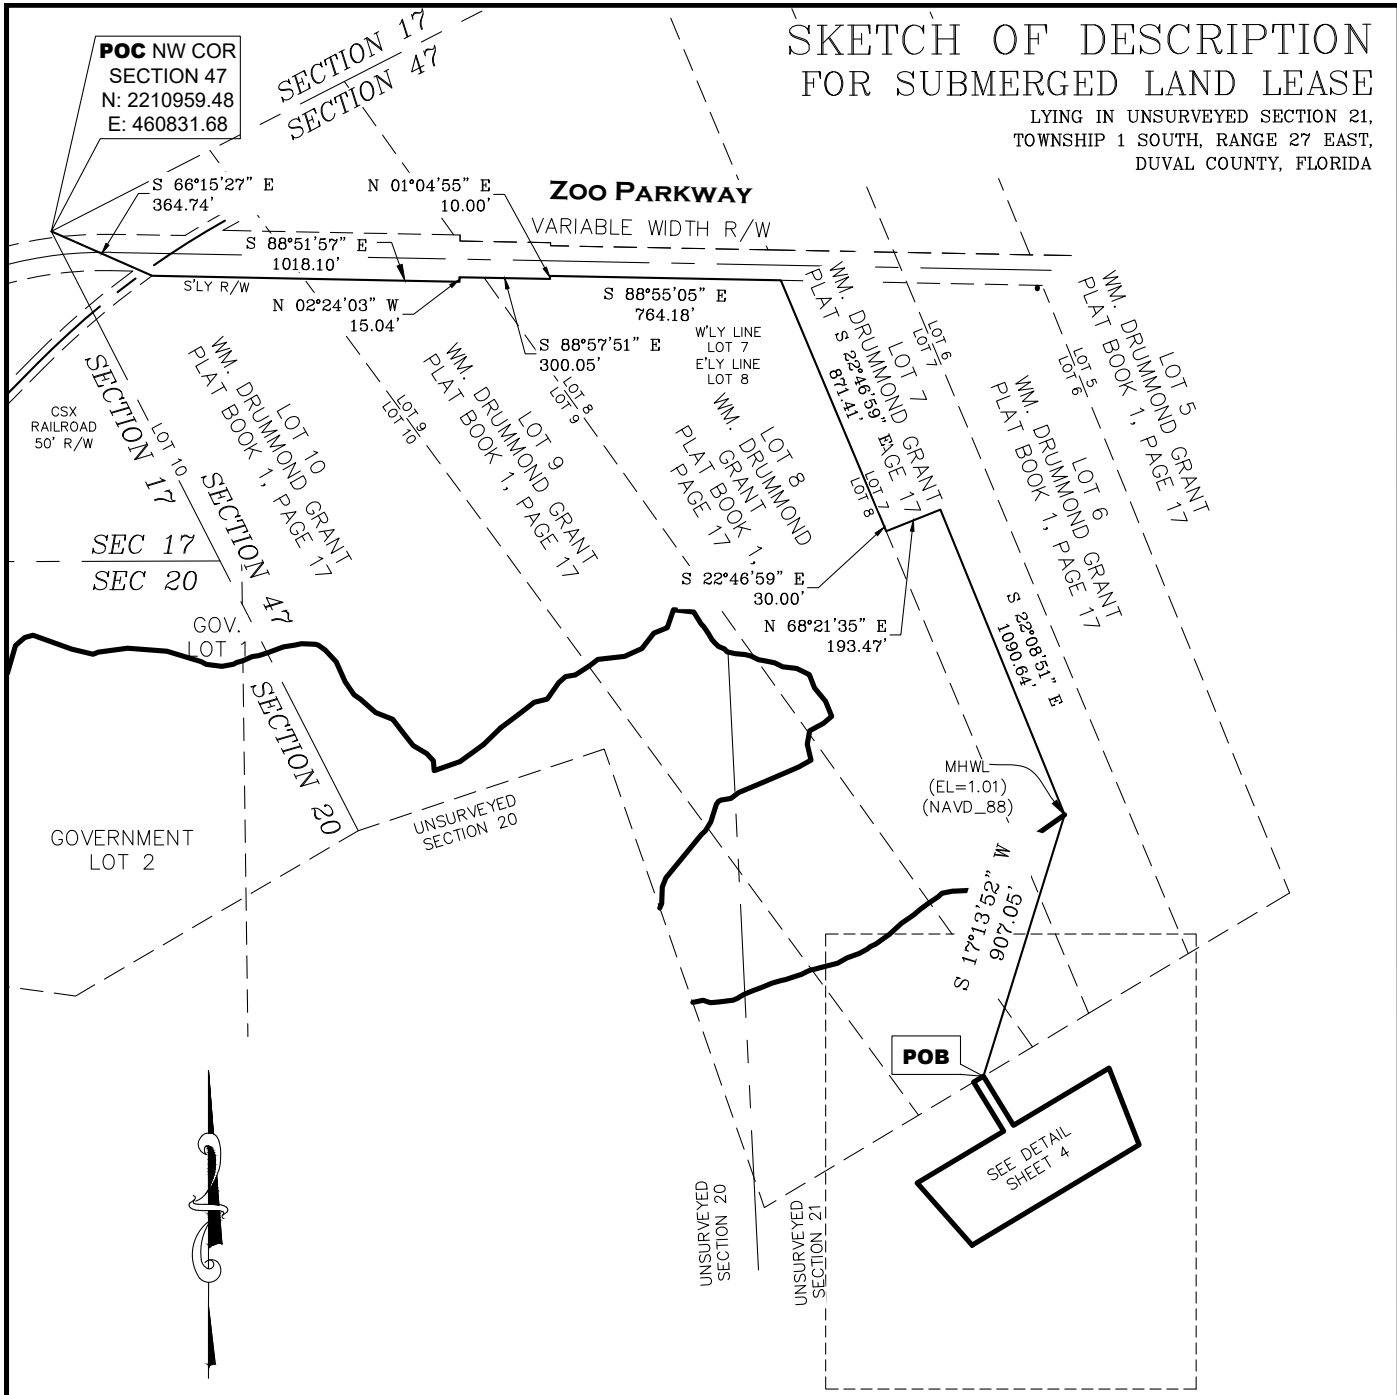 SKETCH OF DESCRIPTION
FOR SUBMERGED LAND LEASE
LYING IN UNSURVEYED SECTION 21,
TOWNSHIP 1 SOUTH, RANGE 27 EAST,
DUVAL COUNTY, FLORIDA
POC NW COR
SECTION 47
N: 2210959.48
E: 460831.68
SECTION 17
SECTION 47
S 66°15'27" E
364.74'
N 01°04'55" E
10.00'
ZOO PARKWAY
VARIABLE WIDTH R/W
S 88°51'57" E
1018.10'
S'LY R/W
N 02°24'03" W
15.04'
S 88°55'05" E
764.18'
S 88°57'51" E
300.05'
W'LY LINE
LOT 7
E'LY LINE
LOT 8
CSX
RAILROAD
50' R/W
SECTION 17
LOT 10
SECTION 47
LOT 10
WM. DRUMMOND GRANT
PLAT BOOK 1, PAGE 17
LOT 9
LOT 10
LOT 9
WM. DRUMMOND GRANT
PLAT BOOK 1, PAGE 17
LOT 8
LOT 9
LOT 8
WM. DRUMMOND
GRANT
PLAT BOOK 1,
PAGE 17
LOT 7
WM. DRUMMOND GRANT
PLAT BOOK 1, PAGE 17
S 22°46'59" E
871.41'
LOT 7
LOT 8
LOT 6
LOT 7
LOT 6
WM. DRUMMOND GRANT
PLAT BOOK 1, PAGE 17
LOT 5
LOT 6
LOT 5
WM. DRUMMOND GRANT
PLAT BOOK 1, PAGE 17
SEC 17
SEC 20
GOV.
LOT 1
SECTION 20
S 22°46'59" E
30.00'
N 68°21'35" E
193.47'
S 22°08'51" E
1090.64'
MHWL
(EL=1.01)
(NAVD_88)
GOVERNMENT
LOT 2
UNSURVEYED
SECTION 20
S 17°13'52" W
907.05'
POB
SEE DETAIL
SHEET 4
UNSURVEYED
SECTION 20
UNSURVEYED
SECTION 21